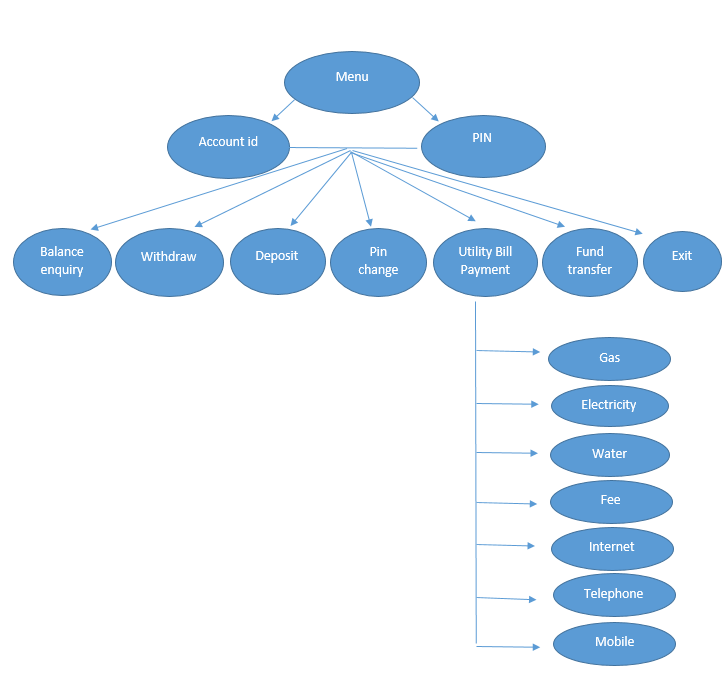 Menu
Account id
PIN
Balance
enquiry
Withdraw
Deposit
Pin
change
Utility Bill
Payment
Fund
transfer
Exit
Gas
Electricity
Water
Fee
Internet
Telephone
Mobile